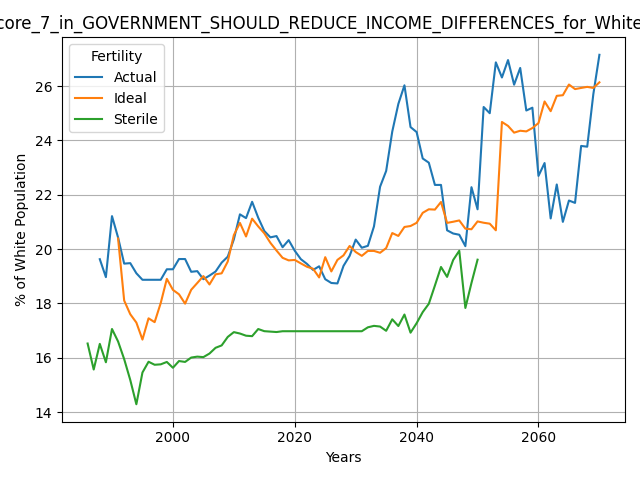 core_7_in_GOVERNMENT_SHOULD_REDUCE_INCOME_DIFFERENCES_for_White
Fertility
Actual
Ideal
Sterile
% of White Population
26
24
22
20
18
16
14
2000
2020
2040
2060
Years